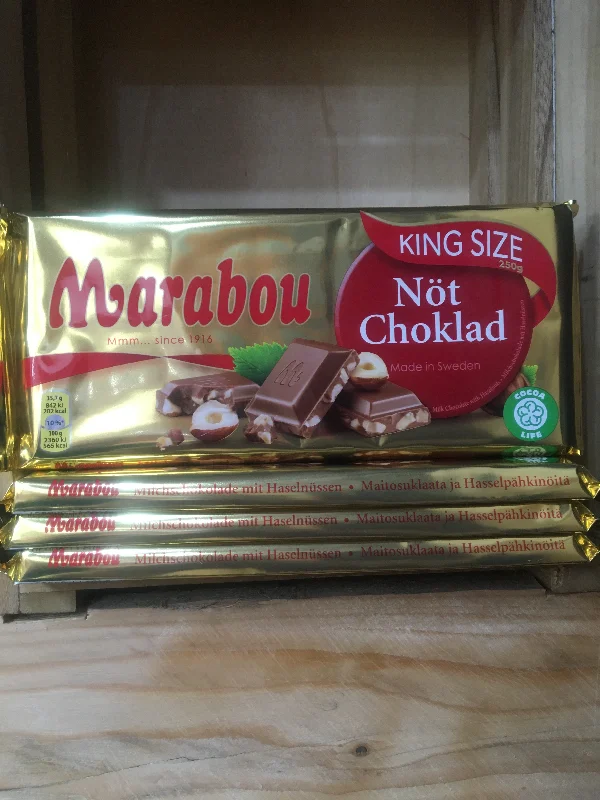 KING SIZE
250g
Marabou
Mmm... since 1916
Nöt
Choklad
Made in Sweden
COCOA
LIFE
100 g
Marabou Milchschokolade mit Haselnüssen • Maitosuklaata ja Hasselpähkinöitä
Marabou Milchschokolade mit Haselnüssen • Maitosuklaata ja Hasselpähkinöitä
Marabou Milchschokolade mit Haselnüssen • Maitosuklaata ja Hasselpähkinöitä